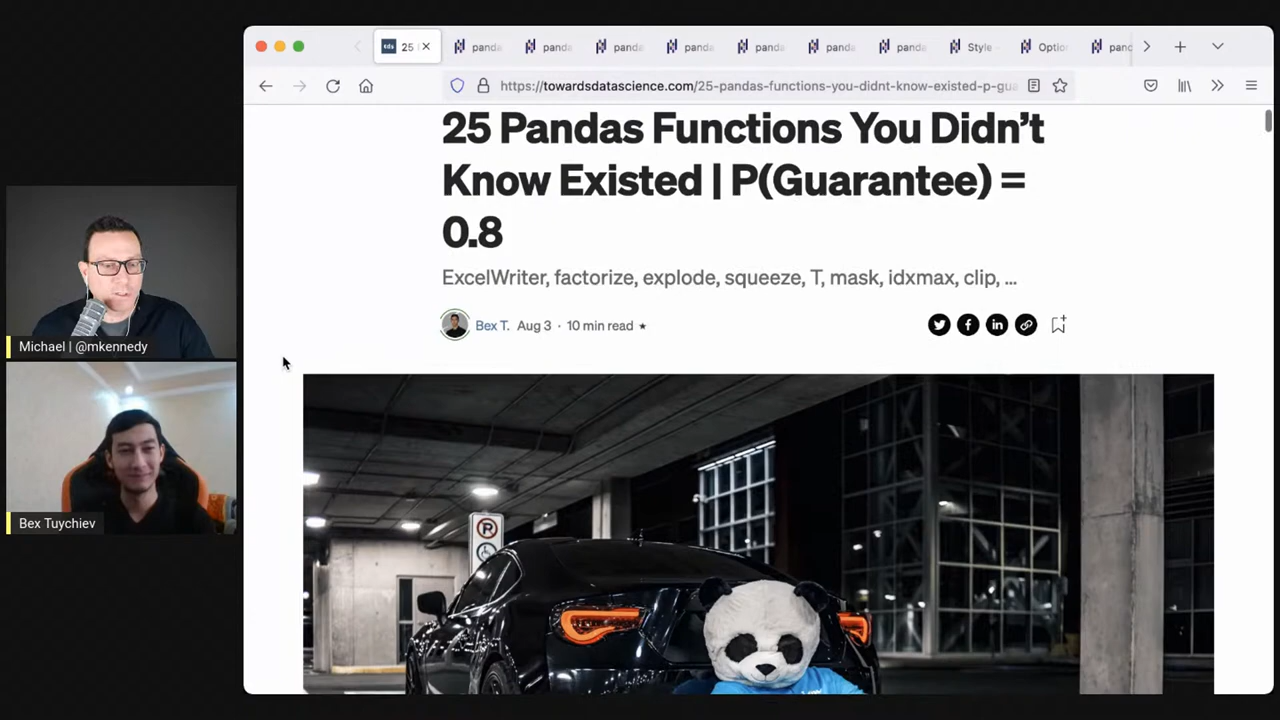 25
panda
panda
panda
panda
panda
panda
panda
Style
Optio
pand
https://towardsdatascience.com/25-pandas-functions-you-didnt-know-existed-p-gua
25 Pandas Functions You Didn’t
Know Existed | P(Guarantee) =
0.8
ExcelWriter, factorize, explode, squeeze, T, mask, idxmax, clip, ...
Bex T. Aug 3 · 10 min read ★
Michael | @mkennedy
Bex Tuychiev
P